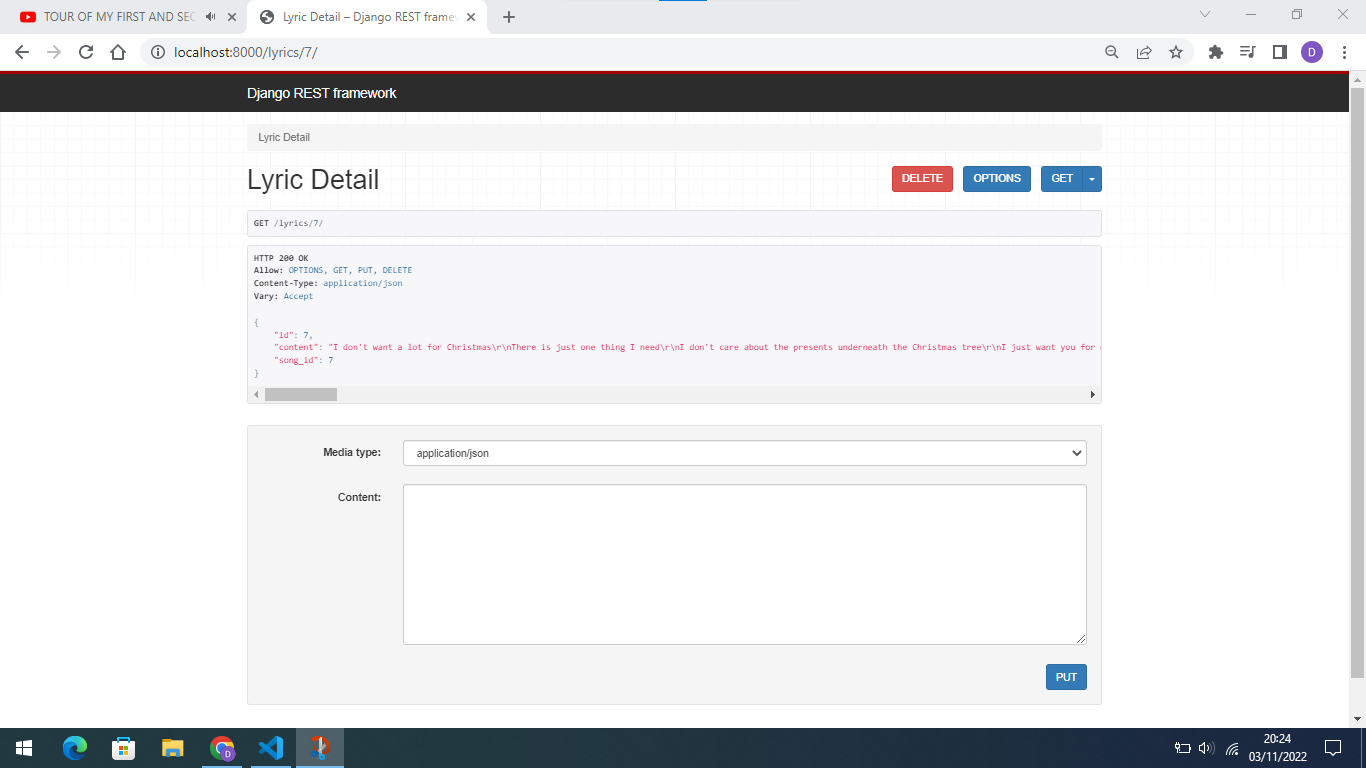 TOUR OF MY FIRST AND SEC
Lyric Detail – Django REST frame
localhost:8000/lyrics/7/
D
Django REST framework
Lyric Detail
Lyric Detail
DELETE
OPTIONS
GET
GET /lyrics/7/
HTTP 200 OK
Allow: OPTIONS, GET, PUT, DELETE
Content-Type: application/json
Vary: Accept
{
"id": 7,
"content": "I don't want a lot for Christmas\r\nThere is just one thing I need\r\nI don't care about the presents underneath the Christmas tree\r\nI just want you for
"song_id": 7
}
Media type:
application/json
Content:
PUT
D
20:24
03/11/2022